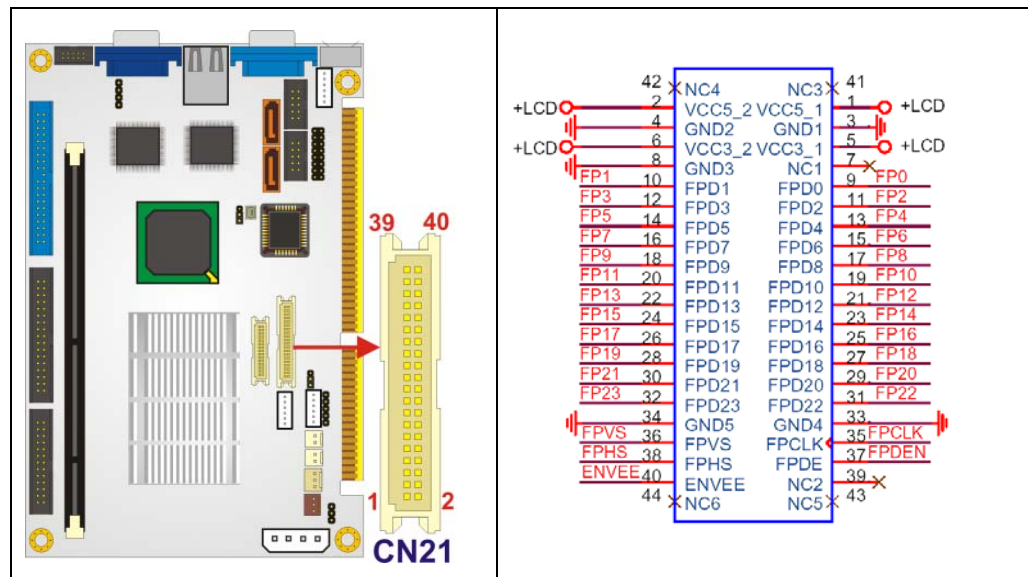 39 40
1 2
CN21
42 NC4 NC3 41
+LCD 2 VCC5_2 VCC5_1 1 +LCD
4 GND2 GND1 3
+LCD 6 VCC3_2 VCC3_1 5 +LCD
8 GND3 NC1 7
FP1 10 FPD1 FPD0 9 FP0
FP3 12 FPD3 FPD2 11 FP2
FP5 14 FPD5 FPD4 13 FP4
FP7 16 FPD7 FPD6 15 FP6
FP9 18 FPD9 FPD8 17 FP8
FP11 20 FPD11 FPD10 19 FP10
FP13 22 FPD13 FPD12 21 FP12
FP15 24 FPD15 FPD14 23 FP14
FP17 26 FPD17 FPD16 25 FP16
FP19 28 FPD19 FPD18 27 FP18
FP21 30 FPD21 FPD20 29 FP20
FP23 32 FPD23 FPD22 31 FP22
34 GND5 GND4 33
FPVS 36 FPVS FPCLK 35 FPCLK
FPHS 38 FPHS FPDE 37 FPDEN
ENVEE 40 ENVEE NC2 39
44 NC6 NC5 43